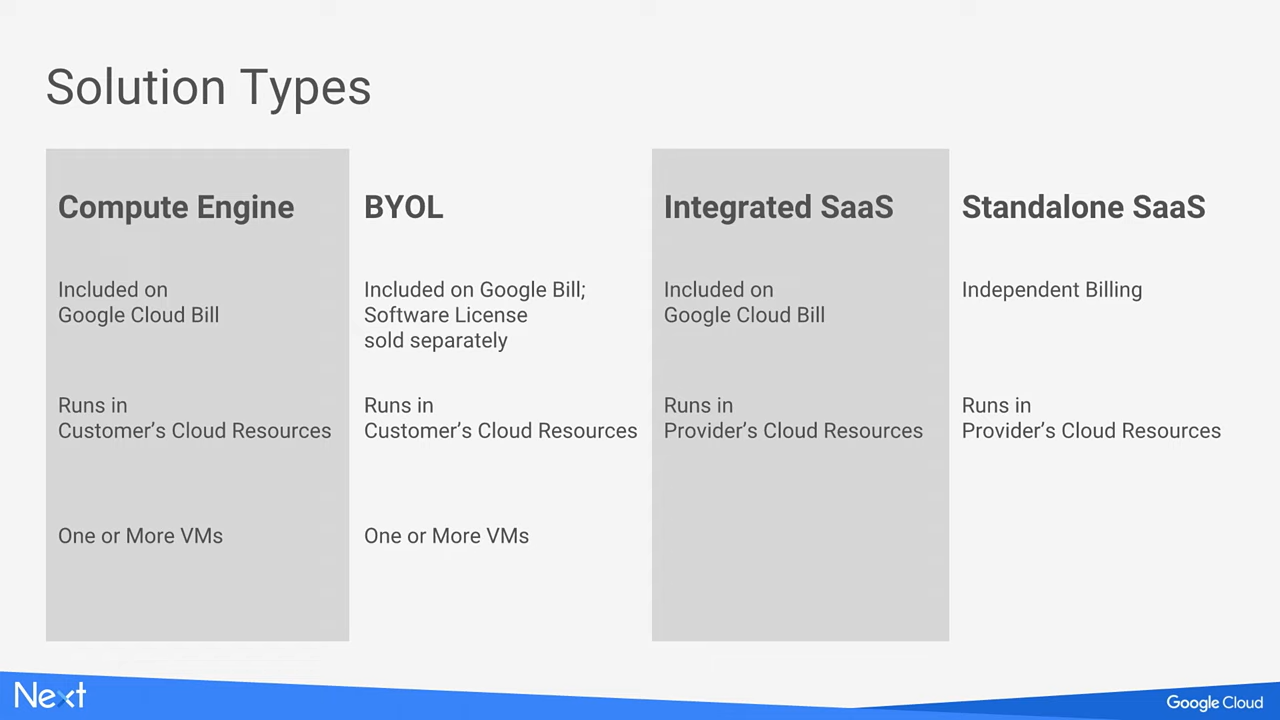 Solution Types
Compute Engine
Included on
Google Cloud Bill
Runs in
Customer’s Cloud Resources
One or More VMs
BYOL
Included on Google Bill;
Software License
sold separately
Runs in
Customer’s Cloud Resources
One or More VMs
Integrated SaaS
Included on
Google Cloud Bill
Runs in
Provider’s Cloud Resources
Standalone SaaS
Independent Billing
Runs in
Provider’s Cloud Resources
Next
Google Cloud